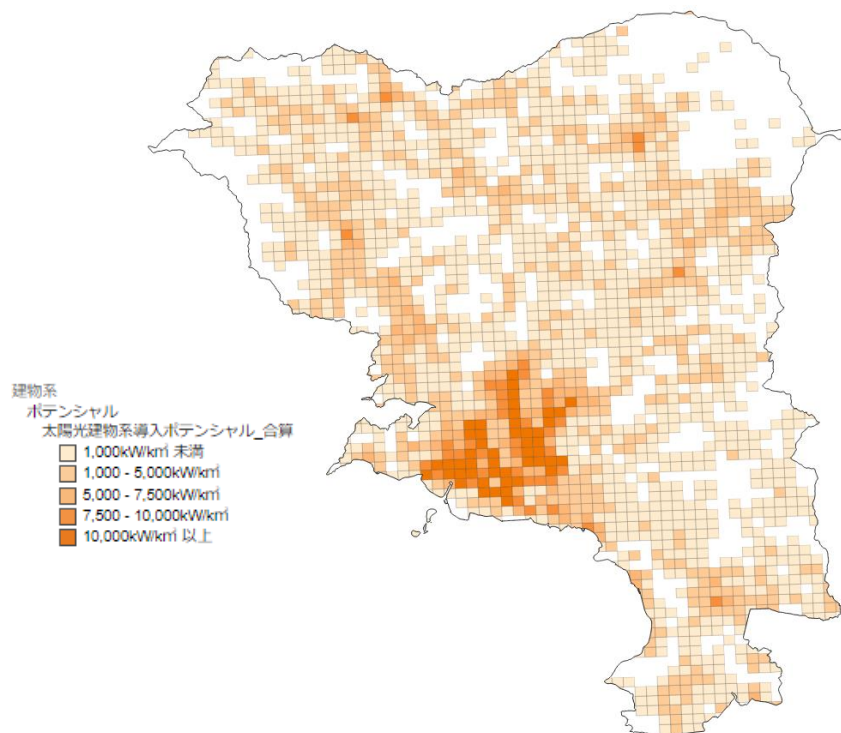 建物系
ポテンシャル
太陽光建物系導入ポテンシャル_合算
1,000kW/k㎡ 未満
1,000 - 5,000kW/k㎡
5,000 - 7,500kW/k㎡
7,500 - 10,000kW/k㎡
10,000kW/k㎡ 以上